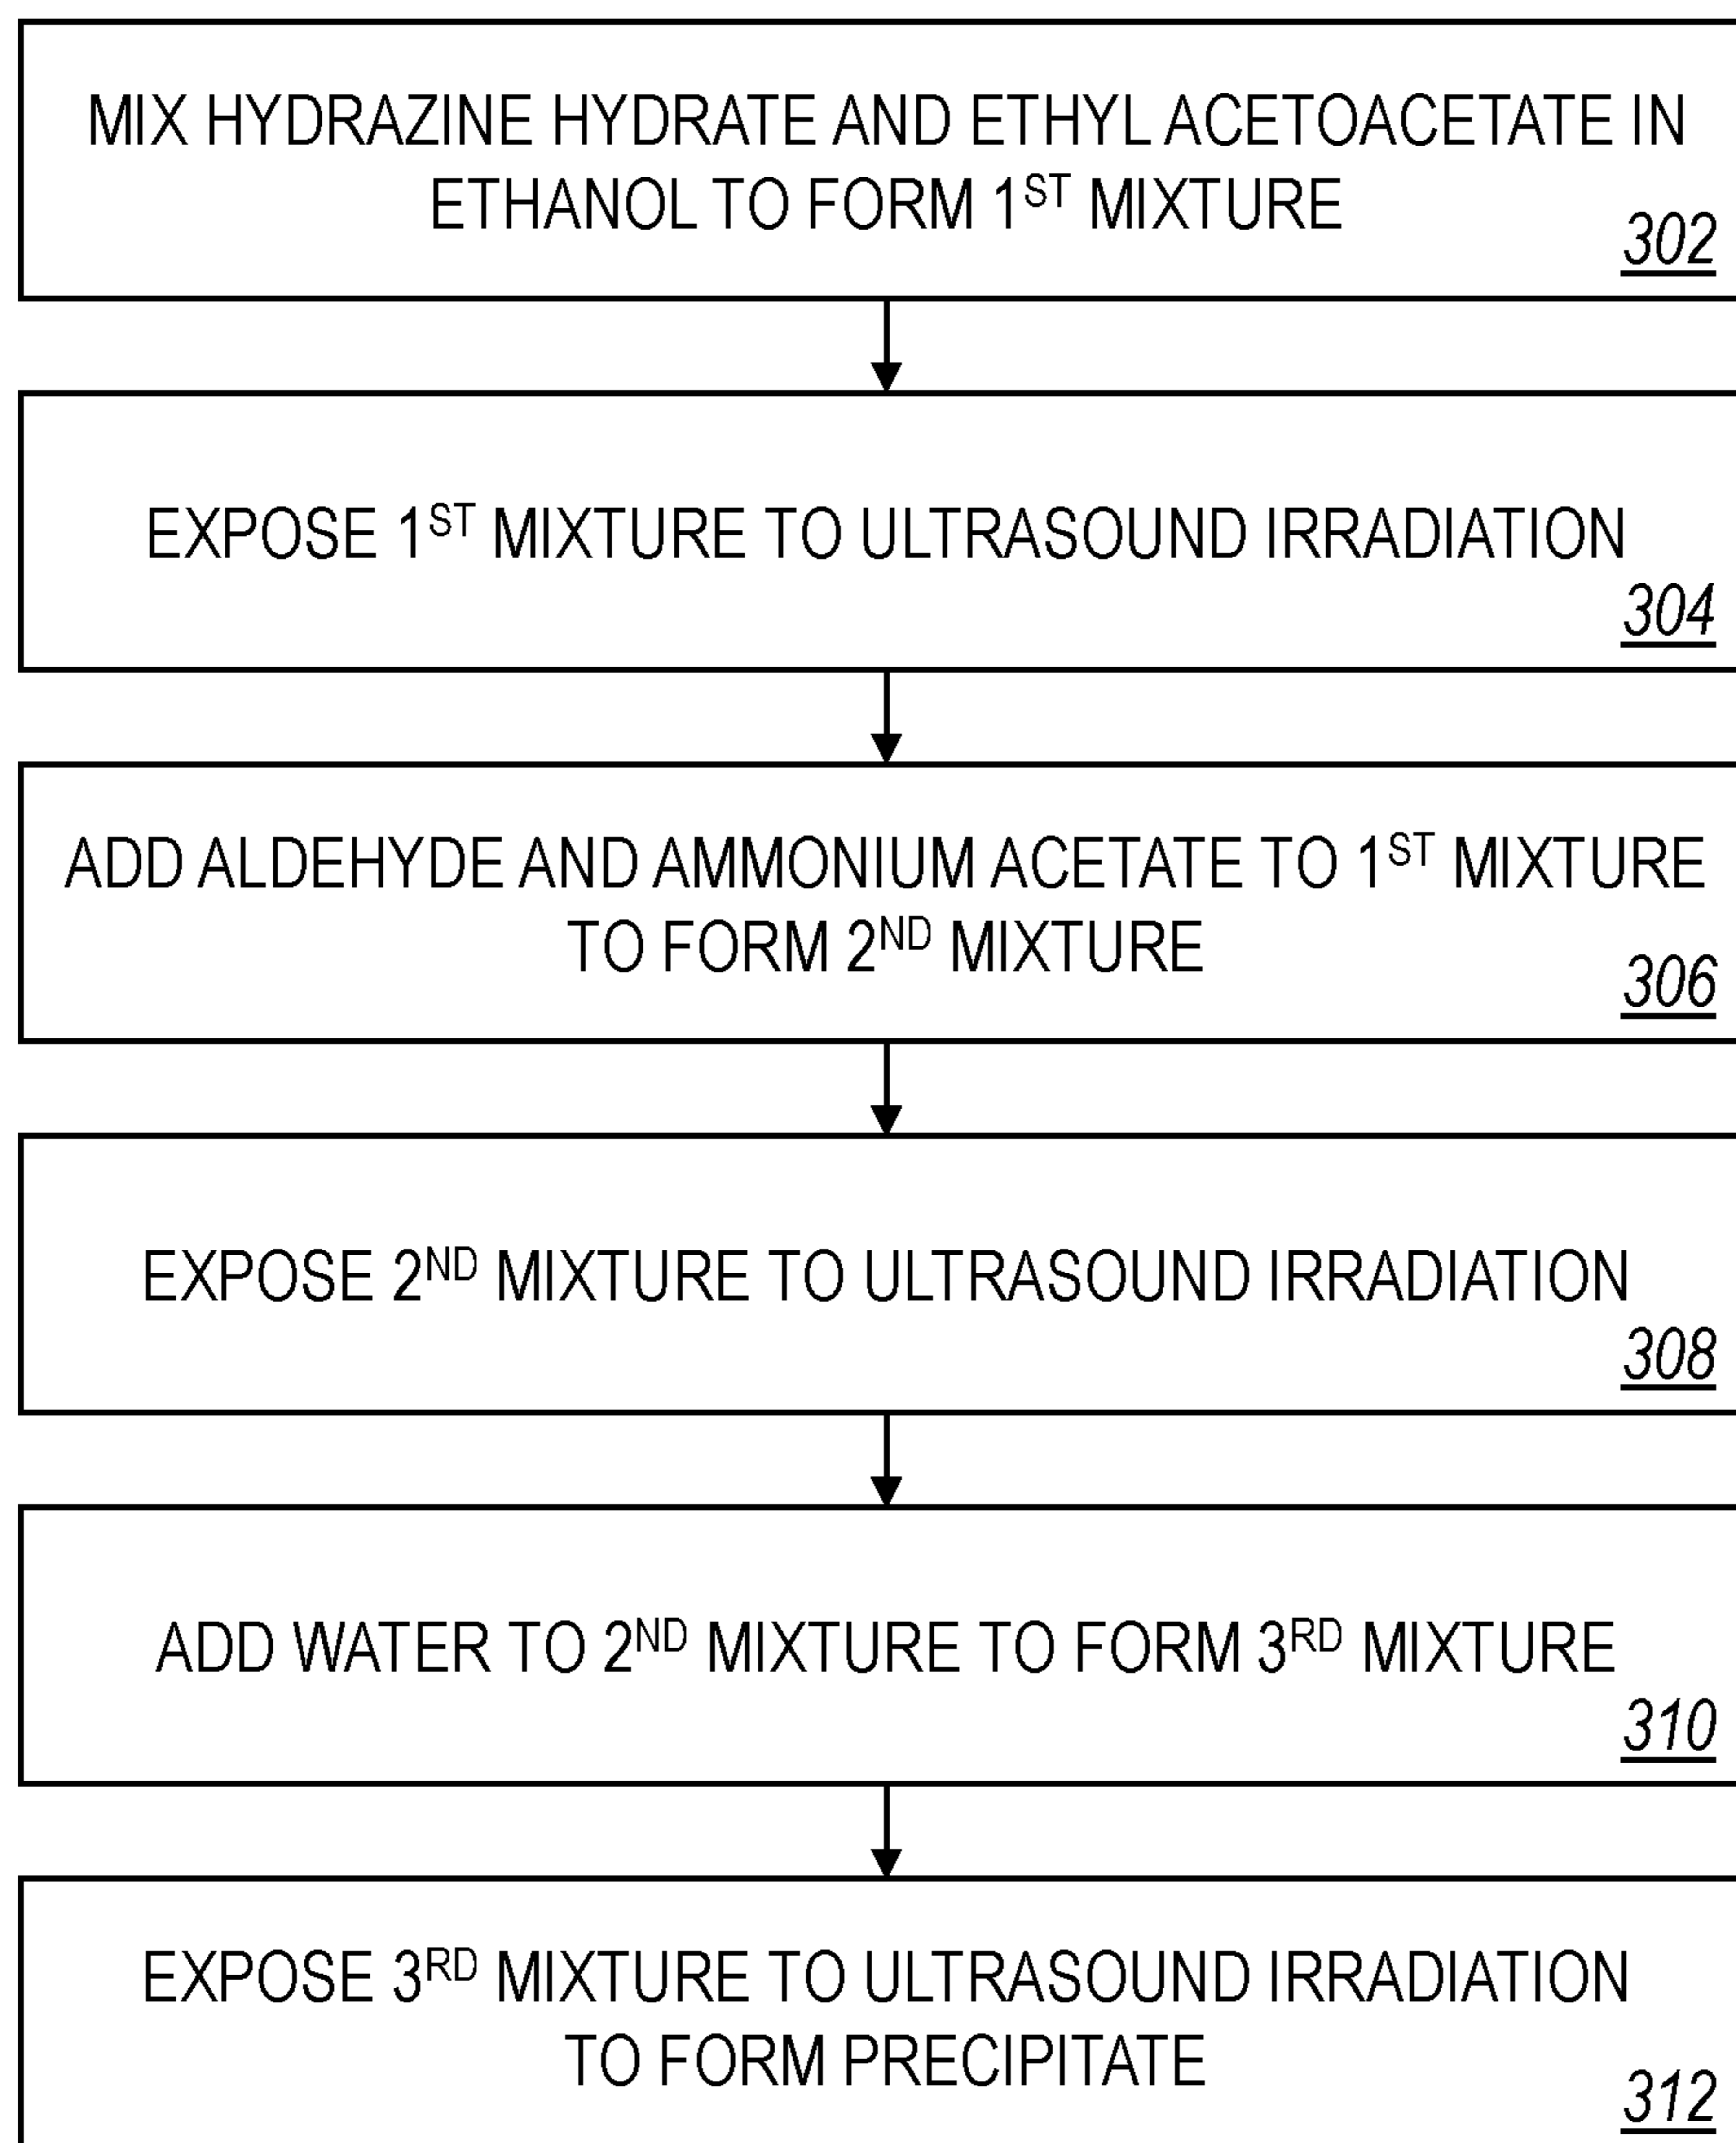 MIX HYDRAZINE HYDRATE AND ETHYL ACETOACETATE IN
ETHANOL TO FORM 1ST MIXTURE
302
EXPOSE 1ST MIXTURE TO ULTRASOUND IRRADIATION
304
ADD ALDEHYDE AND AMMONIUM ACETATE TO 1ST MIXTURE
TO FORM 2ND MIXTURE
306
EXPOSE 2ND MIXTURE TO ULTRASOUND IRRADIATION
308
ADD WATER TO 2ND MIXTURE TO FORM 3RD MIXTURE
310
EXPOSE 3RD MIXTURE TO ULTRASOUND IRRADIATION
TO FORM PRECIPITATE
312